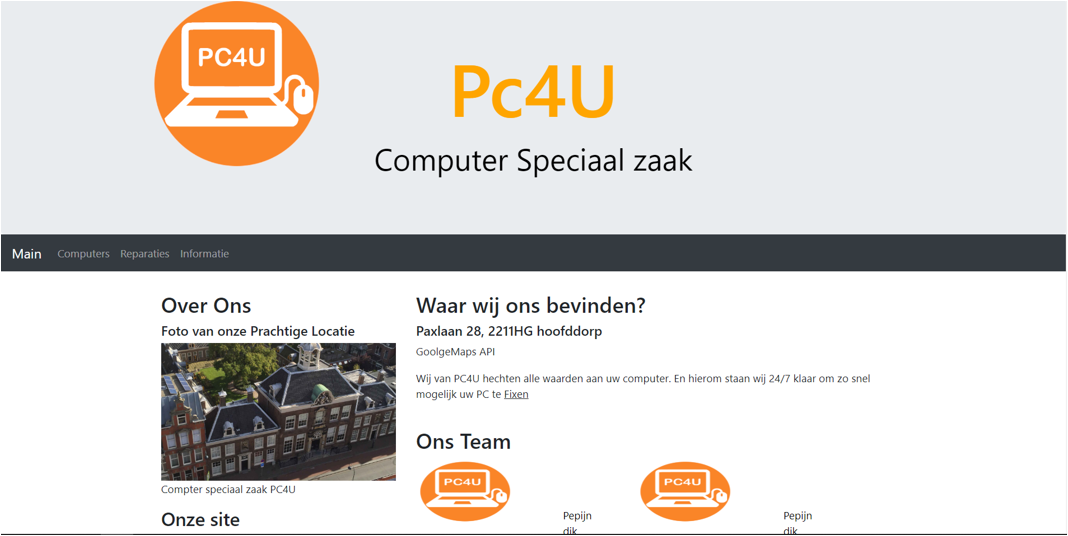 PC4U
Pc4U
Computer Speciaal zaak
Main Computers Reparaties Informatie
Over Ons
Foto van onze Prachtige Locatie
Compter speciaal zaak PC4U
Onze site
Waar wij ons bevinden?
Paxlaan 28, 2211HG hoofddorp
GoolgeMaps API
Wij van PC4U hechten alle waarden aan uw computer. En hierom staan wij 24/7 klaar om zo snel
mogelijk uw PC te Fixen
Ons Team
PC4U
Pepijn
dik
PC4U
Pepijn
dik